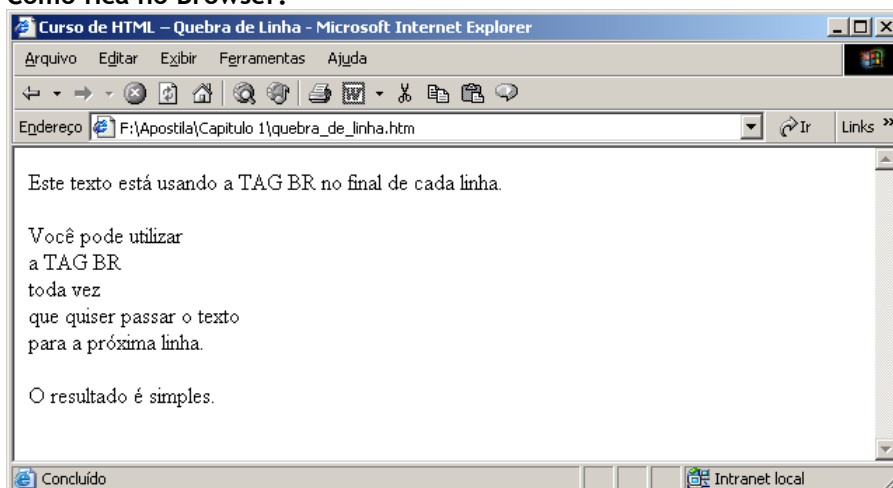 Como fica no Browser?
Curso de HTML – Quebra de Linha - Microsoft Internet Explorer
Arquivo Editar Exibir Ferramentas Ajuda
Endereço F:\Apostila\Capitulo 1\quebra_de_linha.htm Ir Links »
Este texto está usando a TAG BR no final de cada linha.
Você pode utilizar
a TAG BR
toda vez
que quiser passar o texto
para a próxima linha.
O resultado é simples.
Concluído Intranet local